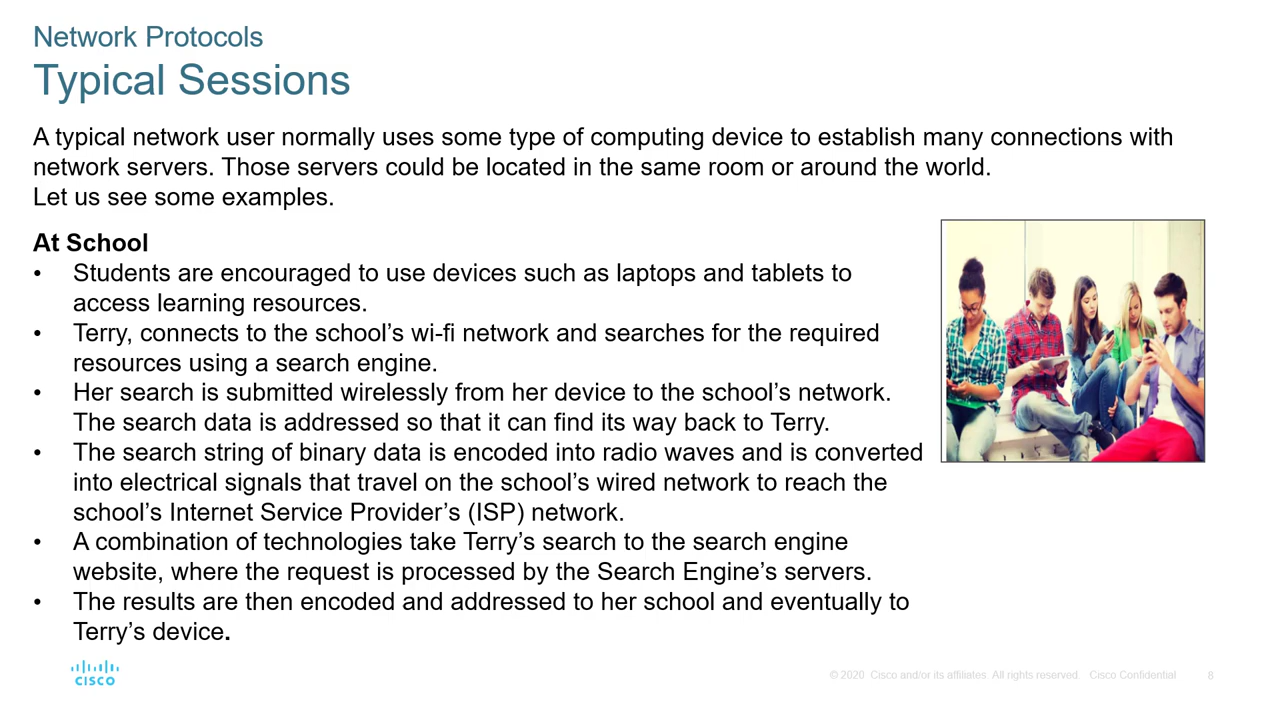 Network Protocols
Typical Sessions
A typical network user normally uses some type of computing device to establish many connections with
network servers. Those servers could be located in the same room or around the world.
Let us see some examples.
At School
• Students are encouraged to use devices such as laptops and tablets to
access learning resources.
• Terry, connects to the school’s wi-fi network and searches for the required
resources using a search engine.
• Her search is submitted wirelessly from her device to the school’s network.
The search data is addressed so that it can find its way back to Terry.
• The search string of binary data is encoded into radio waves and is converted
into electrical signals that travel on the school’s wired network to reach the
school’s Internet Service Provider’s (ISP) network.
• A combination of technologies take Terry’s search to the search engine
website, where the request is processed by the Search Engine’s servers.
• The results are then encoded and addressed to her school and eventually to
Terry’s device.
CISCO
© 2020 Cisco and/or its affiliates. All rights reserved. Cisco Confidential 8